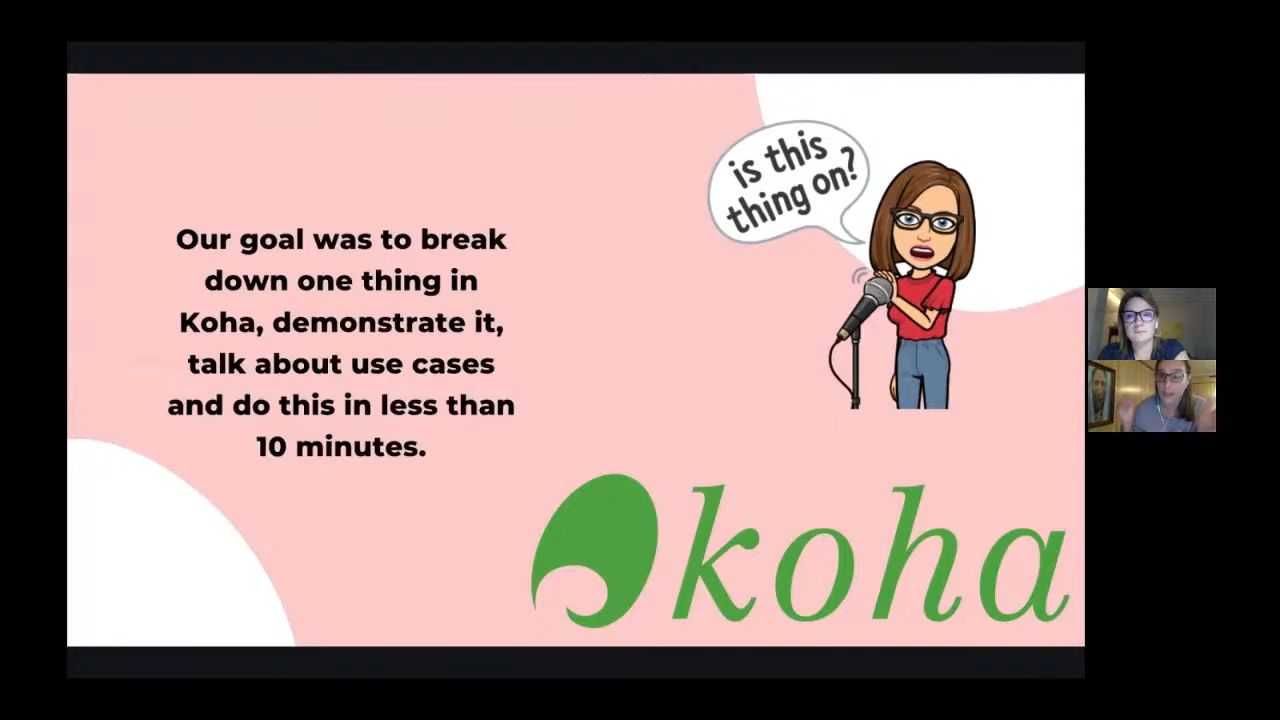 Our goal was to break
down one thing in
Koha, demonstrate it,
talk about use cases
and do this in less than
10 minutes.
is this
thing on?
koha